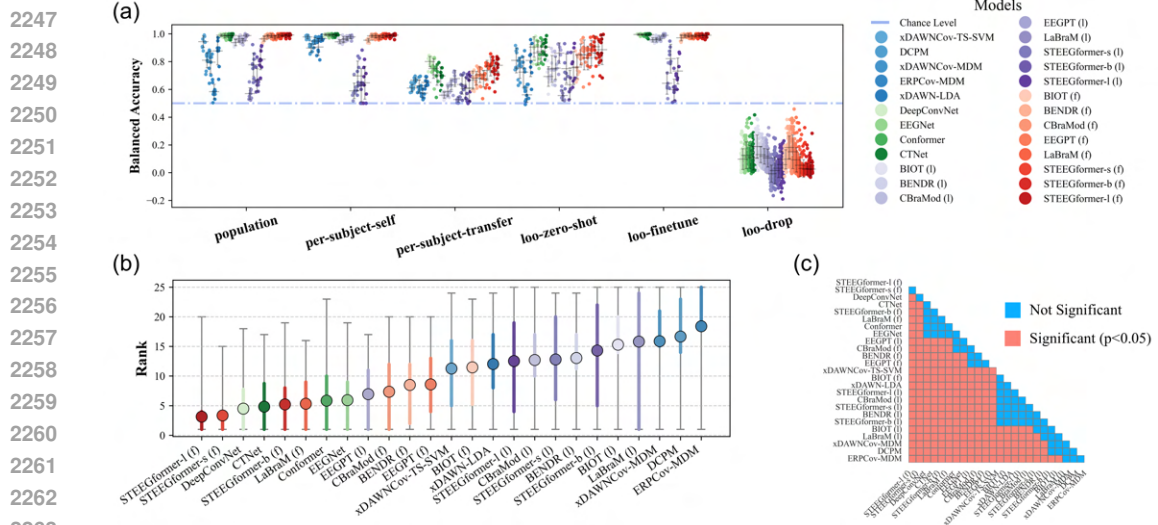 2247
2248
2249
2250
2251
2252
2253
2254
2255
2256
2257
2258
2259
2260
2261
2262
(a)
Balanced Accuracy
1.0
0.8
0.6
0.4
0.2
0.0
−0.2
population
per-subject-self
per-subject-transfer
loo-zero-shot
loo-finetune
loo-drop
Models
Chance Level
xDAWNCov-TS-SVM
DCPM
xDAWNCov-MDM
ERPCov-MDM
xDAWN-LDA
DeepConvNet
EEGNet
Conformer
CTNet
BIOT (l)
BENDR (l)
CBraMod (l)
EEGPT (l)
LaBraM (l)
STEEGformer-s (l)
STEEGformer-b (l)
STEEGformer-l (l)
BIOT (f)
BENDR (f)
CBraMod (f)
EEGPT (f)
LaBraM (f)
STEEGformer-s (f)
STEEGformer-b (f)
STEEGformer-l (f)
(b)
Rank
25
20
15
10
5
0
STEEGformer-l (f)
STEEGformer-s (f)
DeepConvNet
CTNet
STEEGformer-b (f)
LaBraM (f)
Conformer
EEGNet
EEGPT (l)
CBraMod (f)
BENDR (f)
EEGPT (f)
xDAWNCov-TS-SVM
BIOT (f)
xDAWN-LDA
STEEGformer-l (l)
CBraMod (l)
STEEGformer-s (l)
BENDR (l)
STEEGformer-b (l)
BIOT (l)
LaBraM (l)
xDAWNCov-MDM
DCPM
ERPCov-MDM
(c)
STEEGformer-l (f)
STEEGformer-s (f)
DeepConvNet
CTNet
STEEGformer-b (f)
LaBraM (f)
Conformer
EEGNet
EEGPT (l)
CBraMod (f)
BENDR (f)
EEGPT (f)
xDAWNCov-TS-SVM
BIOT (f)
xDAWN-LDA
STEEGformer-l (l)
CBraMod (l)
STEEGformer-s (l)
BENDR (l)
STEEGformer-b (l)
BIOT (l)
LaBraM (l)
xDAWNCov-MDM
DCPM
ERPCov-MDM
Not Significant
Significant (p<0.05)